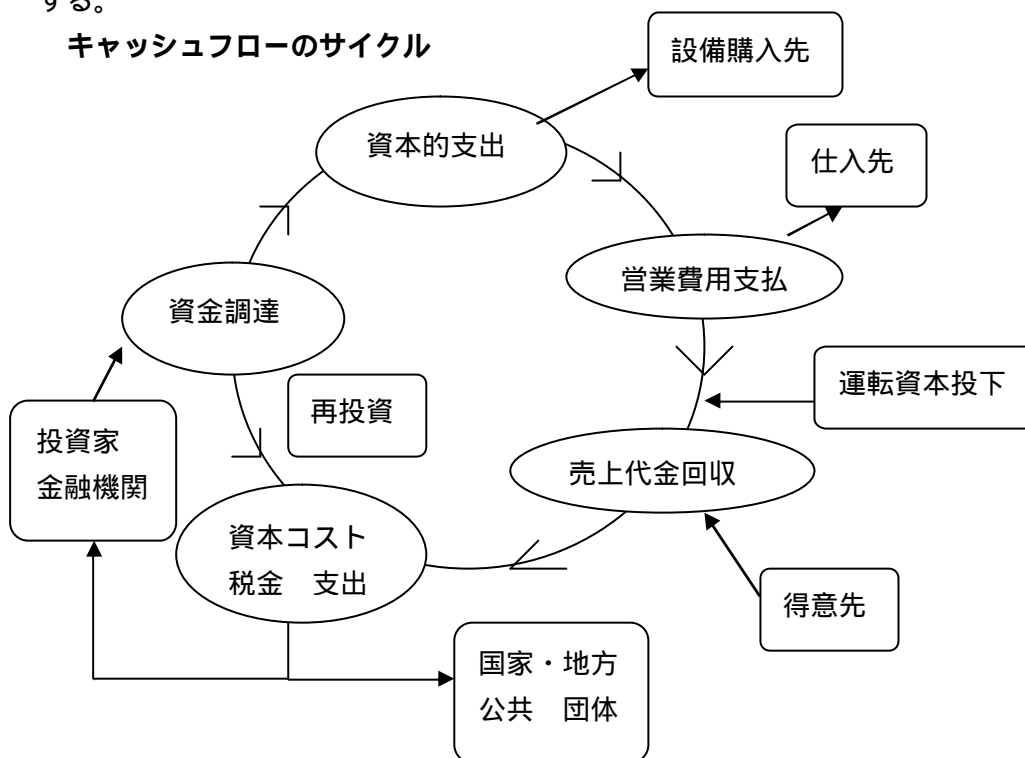 する。
キャッシュフローのサイクル
設備購入先
資本的支出
仕入先
営業費用支払
資金調達
運転資本投下
再投資
投資家
金融機関
売上代金回収
資本コスト
税金　支出
得意先
国家・地方
公共　団体